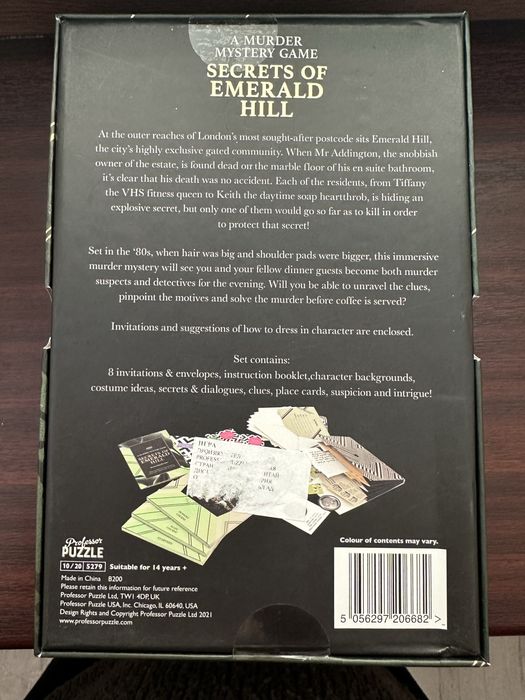 A MURDER
MYSTERY GAME
SECRETS OF
EMERALD
HILL
At the outer reaches of London's most sought-after postcode sits Emerald Hill,
the city's highly exclusive gated community. When Mr Addington, the snobbish
owner of the estate, is found dead on the marble floor of his en suite bathroom,
it's clear that his death was no accident. Each of the residents, from Tiffany
the VHS fitness queen to Keith the daytime soap heartthrob, is hiding an
explosive secret, but only one of them would go so far as to kill in order
to protect that secret!
Set in the '80s, when hair was big and shoulder pads were bigger, this immersive
murder mystery will see you and your fellow dinner guests become both murder
suspects and detectives for the evening. Will you be able to unravel the clues,
pinpoint the motives and solve the murder before coffee is served?
Invitations and suggestions of how to dress in character are enclosed.
Set contains:
8 invitations & envelopes, instruction booklet,character backgrounds,
costume ideas, secrets & dialogues, clues, place cards, suspicion and intrigue!
SECRETS OF
EMERALD
HILL
ИГРА
PROFESS
СТРАН
Professor
PUZZLE
10/20 5279 Suitable for 14 years +
Made in China B200
Please retain this information for future reference
Professor Puzzle Ltd, TW1 4DP, UK
Professor Puzzle USA, Inc. Chicago, IL 60640, USA
Design Rights and Copyright Professor Puzzle Ltd 2021
www.professorpuzzle.com
Colour of contents may vary.
5 056297 206682 >